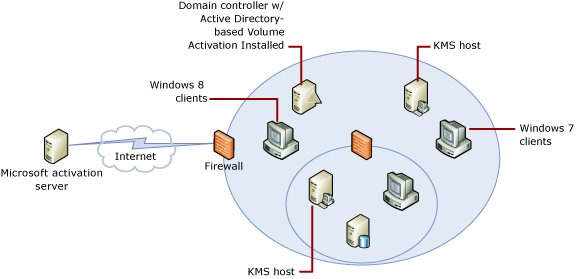 Domain controller w/
Active Directory-
based Volume
Activation Installed
KMS host
Windows 8
clients
Windows 7
clients
Internet
Firewall
Microsoft activation
server
KMS host